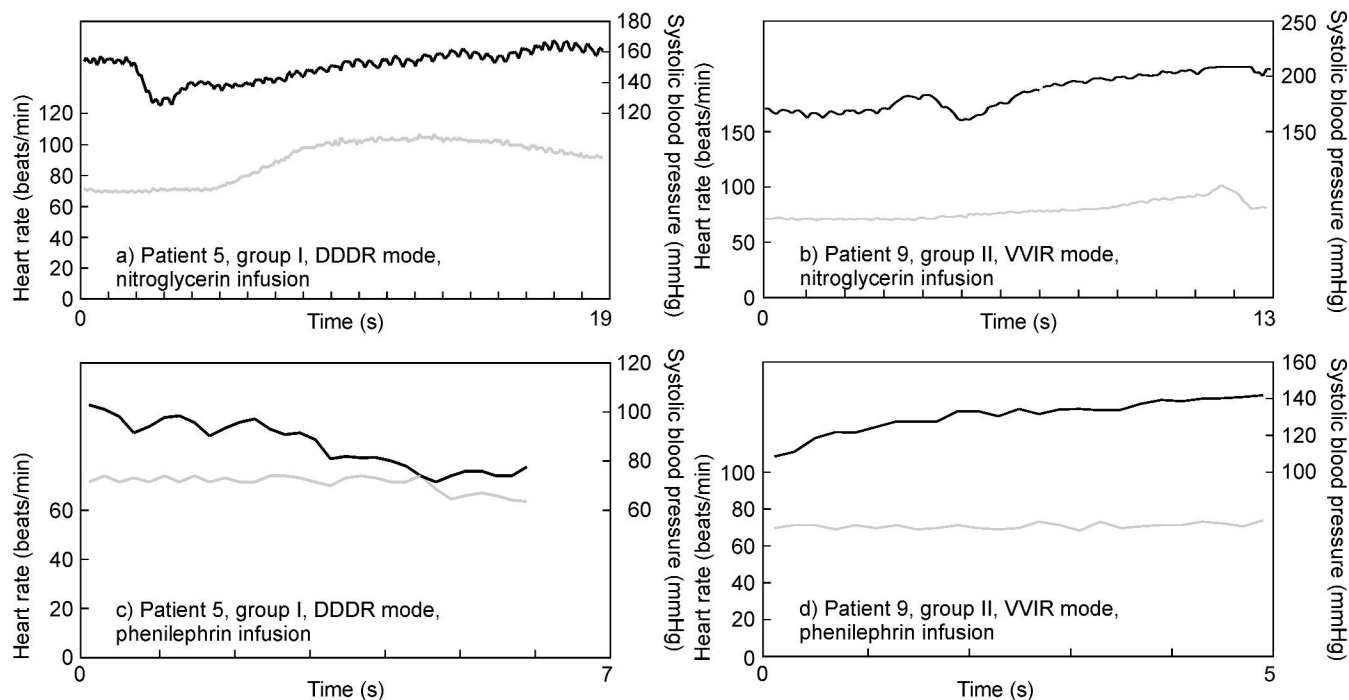 Heart rate (beats/min)
120
100
80
60
40
20
0
180
160
140
120
Systolic blood pressure (mmHg)
a) Patient 5, group I, DDDR mode,
nitroglycerin infusion
0
Time (s)
19
Heart rate (beats/min)
150
100
50
0
250
200
150
Systolic blood pressure (mmHg)
b) Patient 9, group II, VVIR mode,
nitroglycerin infusion
0
Time (s)
13
Heart rate (beats/min)
60
40
20
0
120
100
80
60
Systolic blood pressure (mmHg)
c) Patient 5, group I, DDDR mode,
phenilephrin infusion
0
Time (s)
7
Heart rate (beats/min)
100
80
60
40
20
0
160
140
120
100
Systolic blood pressure (mmHg)
d) Patient 9, group II, VVIR mode,
phenilephrin infusion
0
Time (s)
5